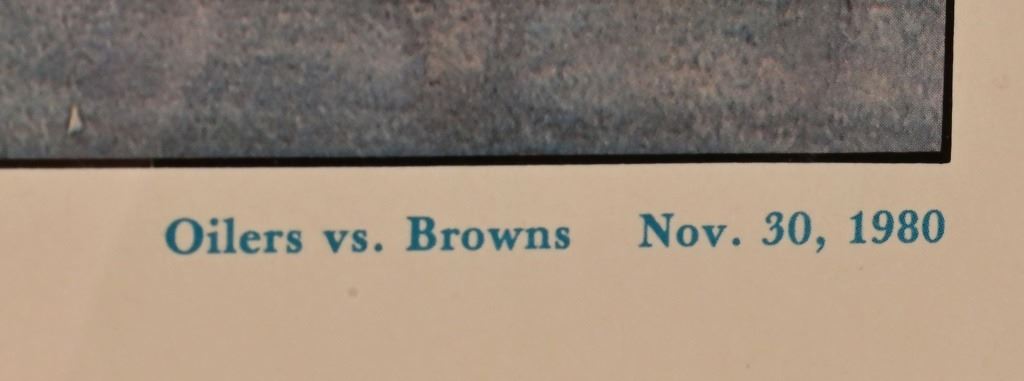 Oilers vs. Browns Nov. 30, 1980